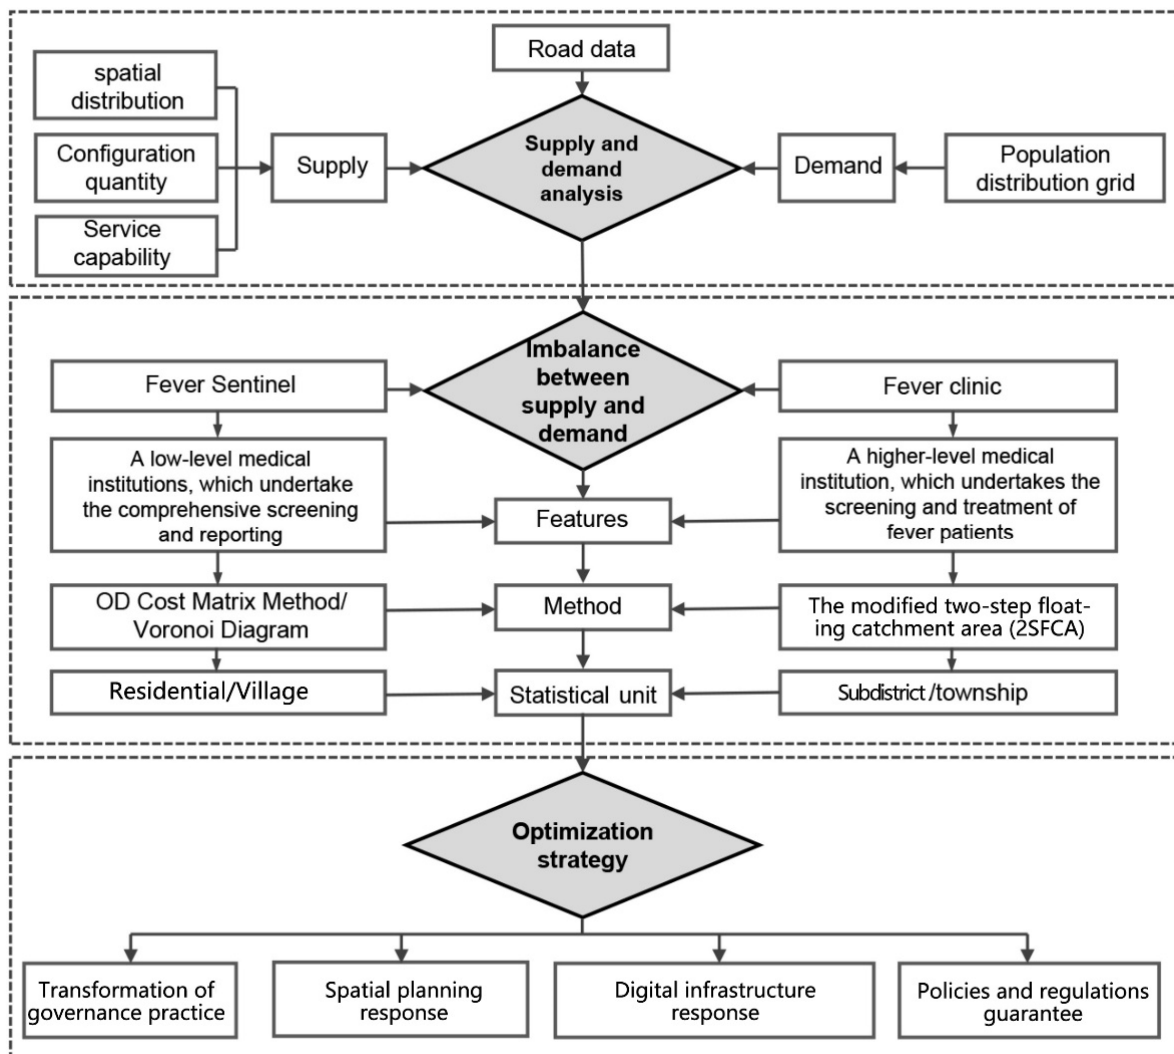 Road data
spatial
distribution
Configuration
quantity
Service
capability
Supply
Supply and
demand
analysis
Demand
Population
distribution grid
Imbalance
between
supply and
demand
Fever Sentinel
Fever clinic
A low-level medical
institutions, which undertake
the comprehensive screening
and reporting
Features
A higher-level medical
institution, which undertakes the
screening and treatment of
fever patients
OD Cost Matrix Method/
Voronoi Diagram
Method
The modified two-step float-
ing catchment area (2SFCA)
Residential/Village
Statistical unit
Subdistrict/township
Optimization
strategy
Transformation of
governance practice
Spatial planning
response
Digital infrastructure
response
Policies and regulations
guarantee